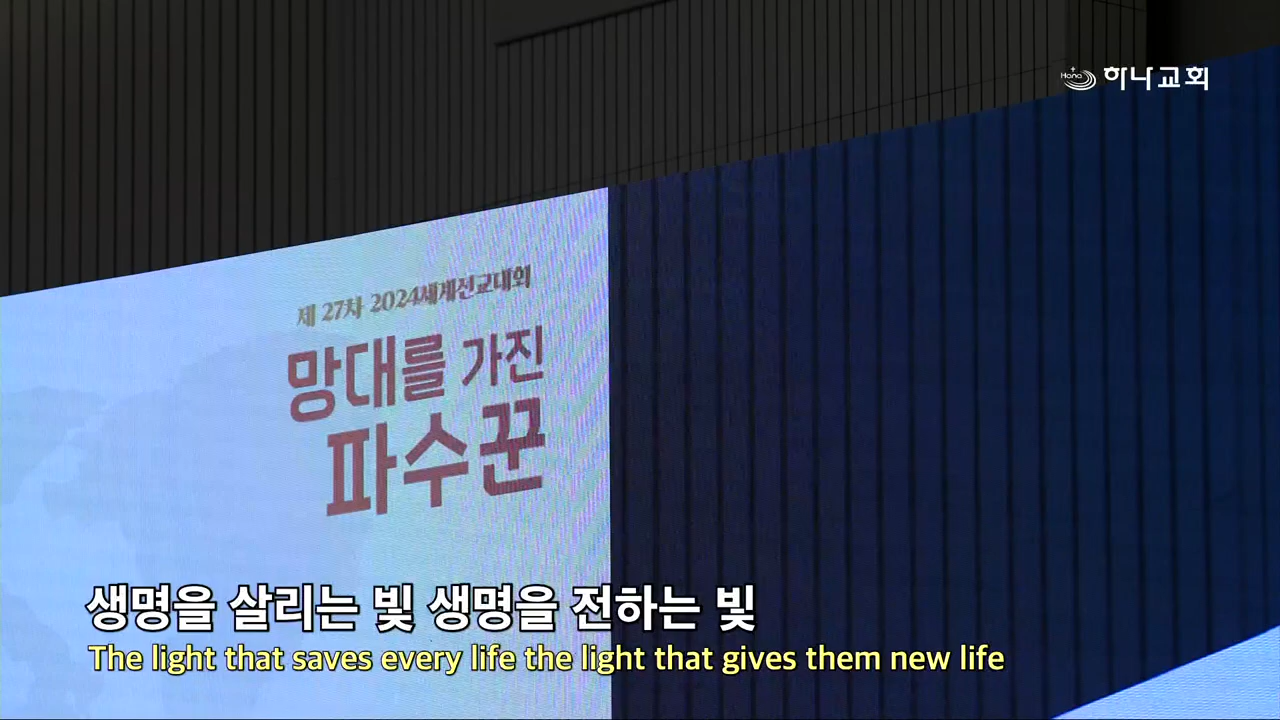 Hana 하나교회
제 27차 2024세계선교대회
망대를 가진
파수꾼
생명을 살리는 빛 생명을 전하는 빛
The light that saves every life the light that gives them new life